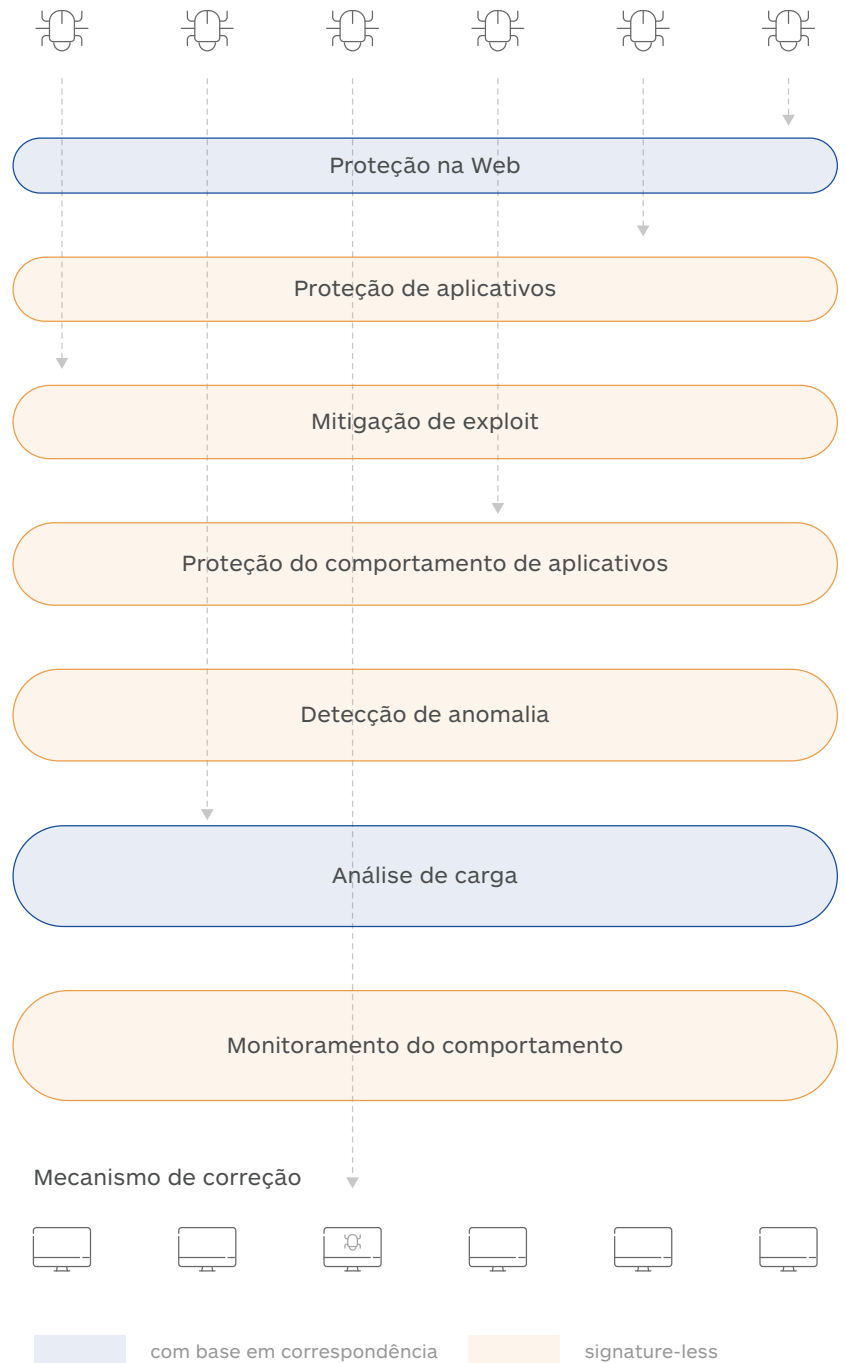 Proteção na Web
Proteção de aplicativos
Mitigação de exploit
Proteção do comportamento de aplicativos
Detecção de anomalia
Análise de carga
Monitoramento do comportamento
Mecanismo de correção
com base em correspondência
signature-less